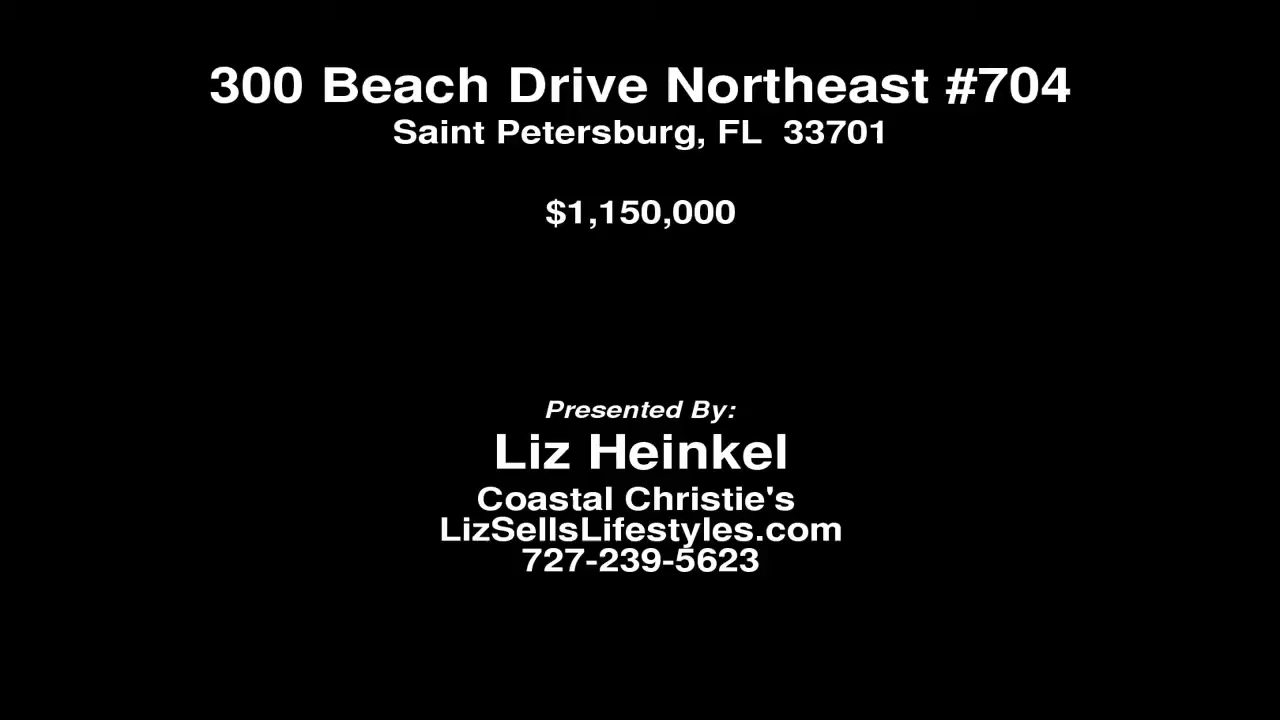 300 Beach Drive Northeast #704
Saint Petersburg, FL  33701
$1,150,000
Presented By:
Liz Heinkel
Coastal Christie's
LizSellsLifestyles.com
727-239-5623